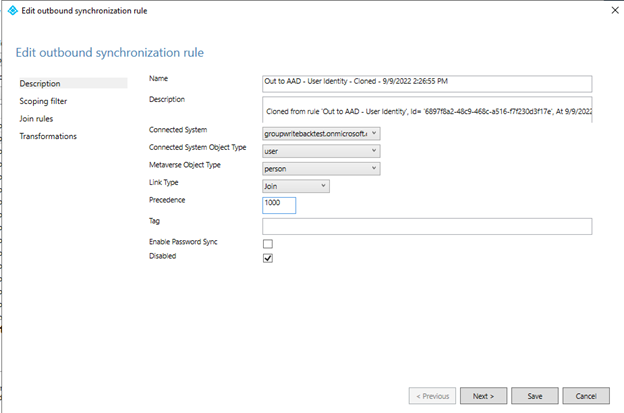 Edit outbound synchronization rule
Edit outbound synchronization rule
Description
Scoping filter
Join rules
Transformations
Name
Out to AAD - User Identity - Cloned - 9/9/2022 2:26:55 PM
Description
Cloned from rule 'Out to AAD - User Identity', Id= '6897f8a2-48c9-468c-a516-f7f230d3f17e', At 9/9/2022
Connected System
groupwritebacktest.onmicrosoft.c
Connected System Object Type
user
Metaverse Object Type
person
Link Type
Join
Precedence
1000
Tag
Enable Password Sync
Disabled
< Previous
Next >
Save
Cancel